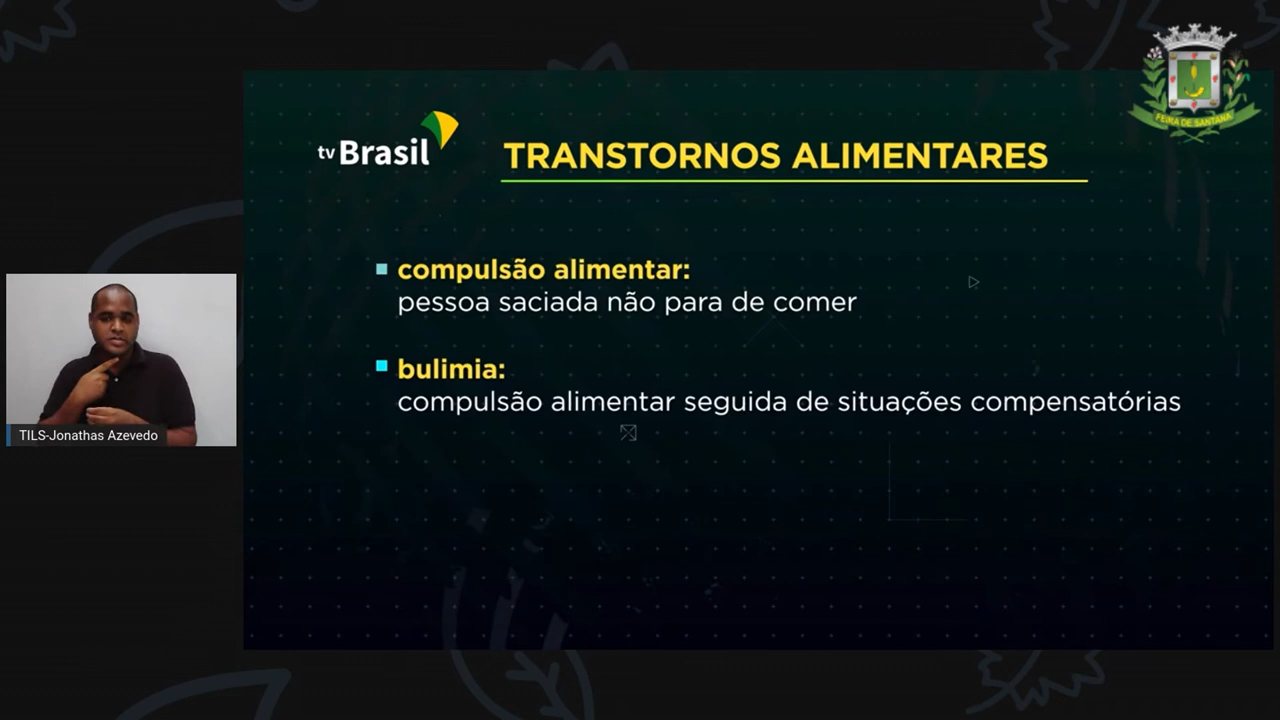 FEIRA DE SANTANA
tv Brasil
TRANSTORNOS ALIMENTARES
compulsão alimentar:
pessoa saciada não para de comer
bulimia:
compulsão alimentar seguida de situações compensatórias
TILS-Jonathas Azevedo